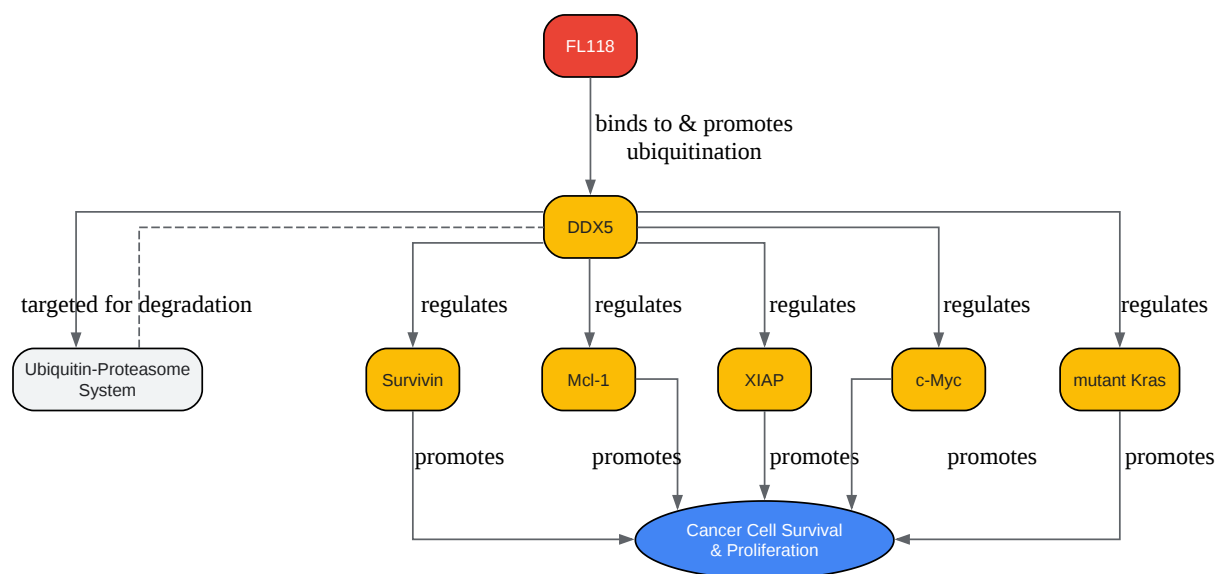 FL118
binds to & promotes
ubiquitination
DDX5
targeted for degradation
regulates
regulates
regulates
regulates
regulates
Ubiquitin-Proteasome
System
Survivin
Mcl-1
XIAP
c-Myc
mutant Kras
promotes
promotes
promotes
promotes
promotes
Cancer Cell Survival
& Proliferation